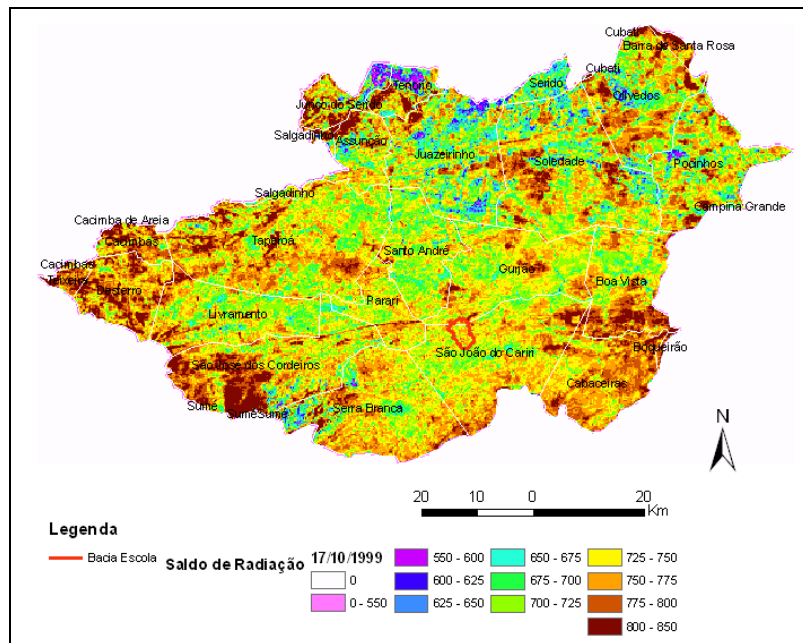 Cubati
Barra de Santa Rosa
Cubati
Tenório
Seridó
Olivedos
Junco do Seridó
Salgadinho
Assunção
Juazeirinho
Soledade
Pocinhos
Salgadinho
Campina Grande
Cacimba de Areia
Cacimbas
Taperoá
Santo André
Cacimbas
Gurjão
Teixeira
Boa Vista
Desterro
Parari
Livramento
São João do Cariri
Boqueirão
São José dos Cordeiros
Cabaceiras
Sumé
SuméSumé
Serra Branca
N
20 10 0 20
Km
Legenda
Bacia Escola
Saldo de Radiação
17/10/1999
0
0 - 550
550 - 600
600 - 625
625 - 650
650 - 675
675 - 700
700 - 725
725 - 750
750 - 775
775 - 800
800 - 850